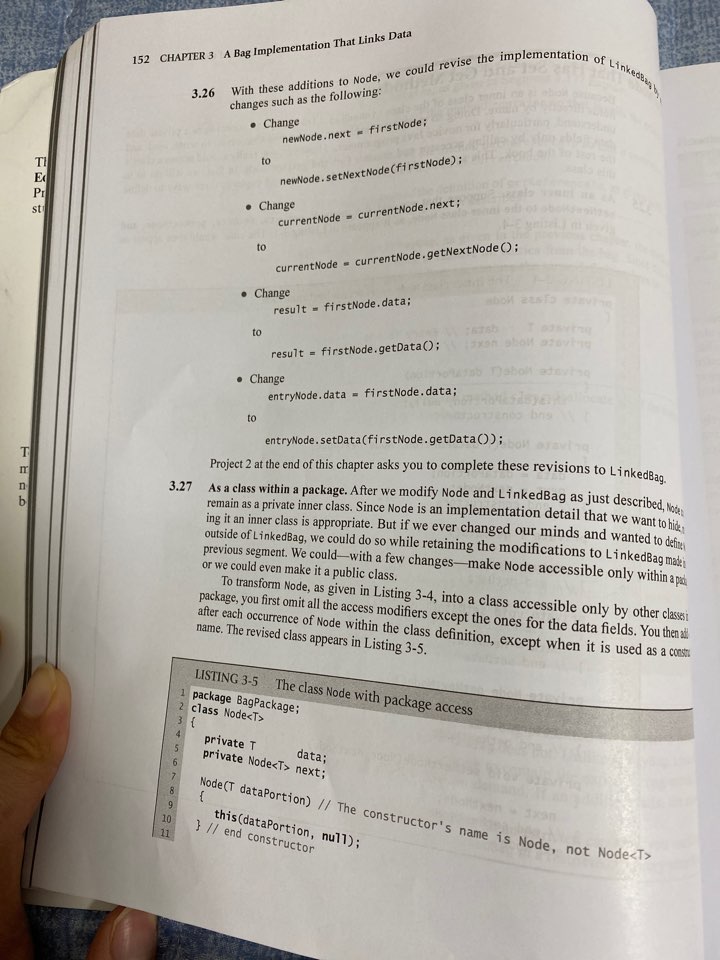 152 CHAPTER 3 A Bag Implementation That Links Data
3.26 With these additions to Node, we could revise the implementation of LinkedBag by
changes such as the following:
• Change
newNode.next = firstNode;
to
newNode.setNextNode(firstNode);
• Change
currentNode = currentNode.next;
to
currentNode = currentNode.getNextNode();
• Change
result = firstNode.data;
to
result = firstNode.getData();
• Change
entryNode.data = firstNode.data;
to
entryNode.setData(firstNode.getData());
Project 2 at the end of this chapter asks you to complete these revisions to LinkedBag.
3.27 As a class within a package. After we modify Node and LinkedBag as just described, Node
remain as a private inner class. Since Node is an implementation detail that we want to hide,
ing it an inner class is appropriate. But if we ever changed our minds and wanted to define
outside of LinkedBag, we could do so while retaining the modifications to LinkedBag made
previous segment. We could—with a few changes—make Node accessible only within a
or we could even make it a public class.
To transform Node, as given in Listing 3-4, into a class accessible only by other classes
package, you first omit all the access modifiers except the ones for the data fields. You then
after each occurrence of Node within the class definition, except when it is used as a
name. The revised class appears in Listing 3-5.
LISTING 3-5 The class Node with package access
1 package BagPackage;
2 class Node<T>
3 {
4 private T data;
5 private Node<T> next;
6
7 Node(T dataPortion) // The constructor's name is Node, not Node<T>
8 {
9 this(dataPortion, null);
10 } // end constructor
11